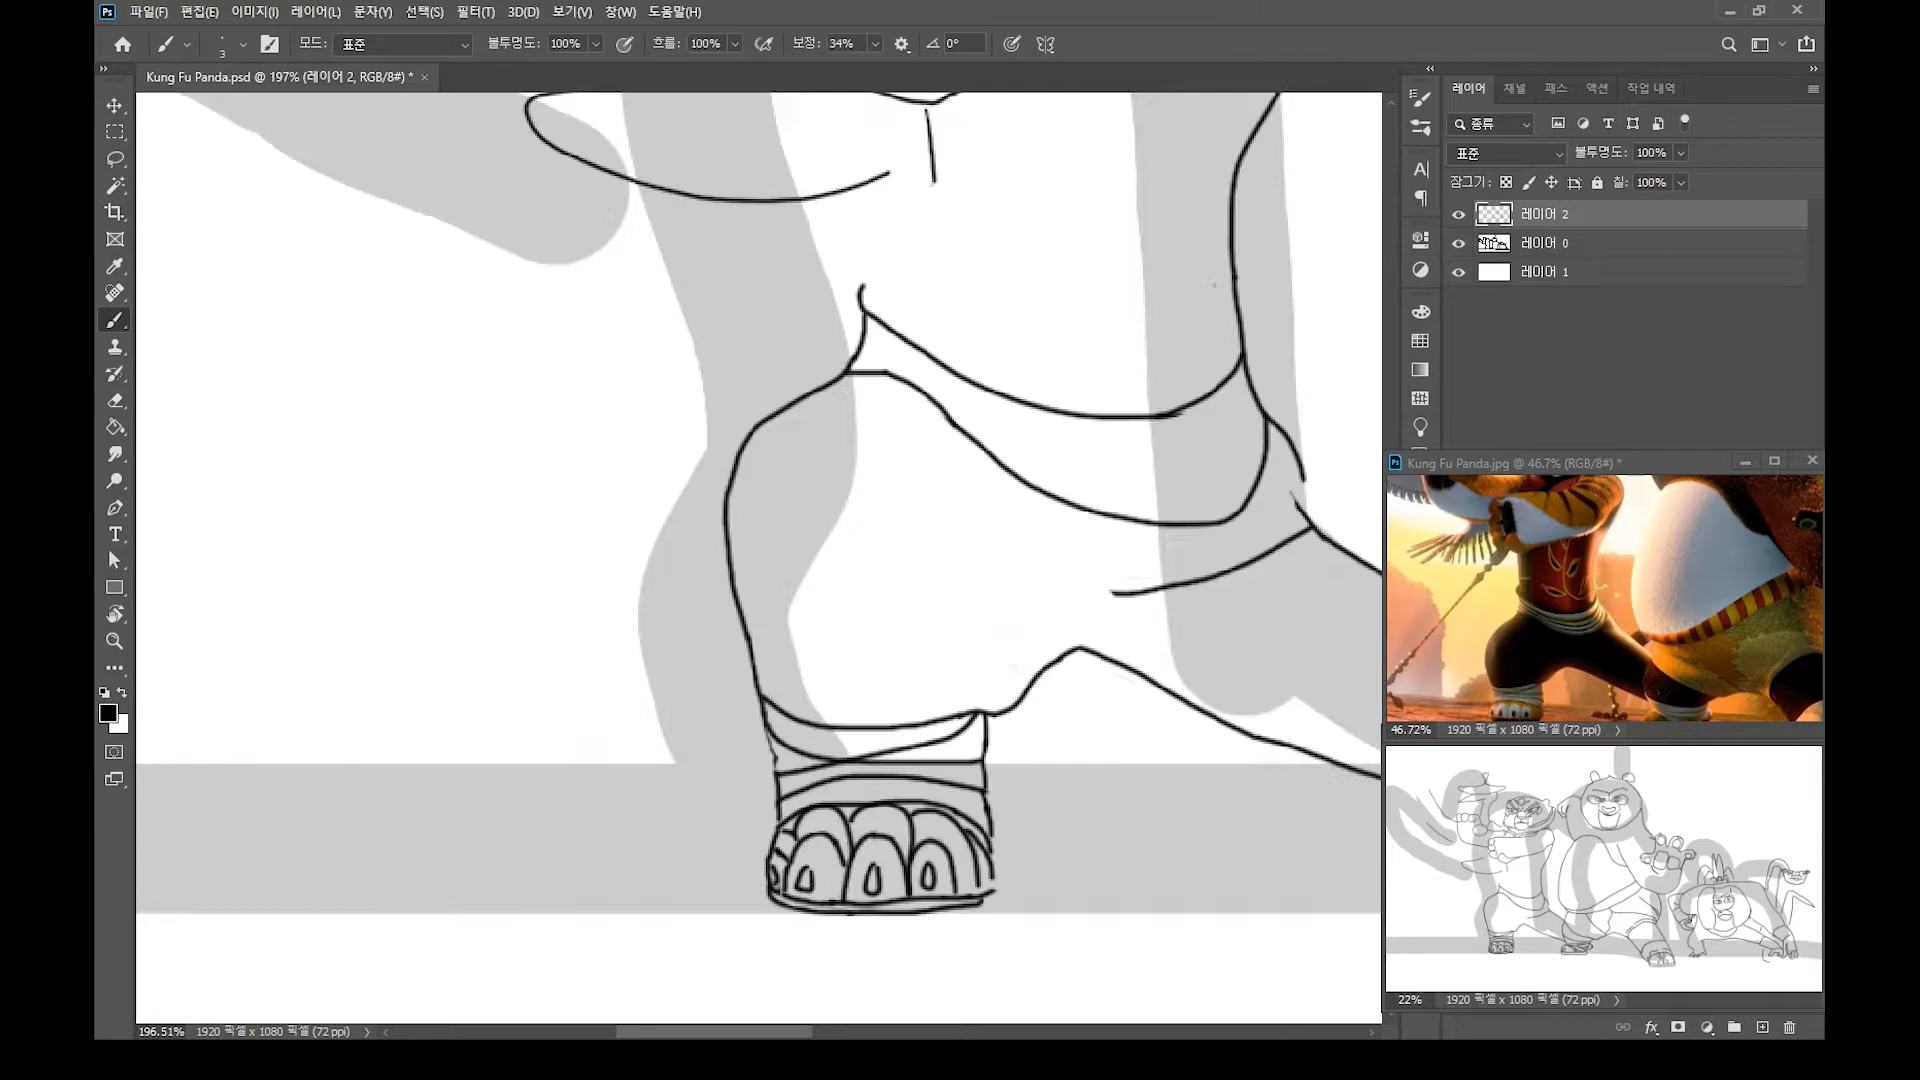 Ps 파일(F) 편집(E) 이미지(I) 레이어(L) 문자(Y) 선택(S) 필터(T) 3D(D) 보기(V) 창(W) 도움말(H)
3 모드: 표준 불투명도: 100% 흐름: 100% 보정: 34% 0°
Kung Fu Panda.psd @ 197% (레이어 2, RGB/8#) *
레이어 채널 패스 액션 작업 내역
종류
표준 불투명도: 100%
잠그기: 칠: 100%
레이어 2
레이어 0
레이어 1
Ps Kung Fu Panda.jpg @ 46.7% (RGB/8#) *
46.72% 1920 픽셀 x 1080 픽셀 (72 ppi)
22% 1920 픽셀 x 1080 픽셀 (72 ppi)
196.51% 1920 픽셀 x 1080 픽셀 (72 ppi)